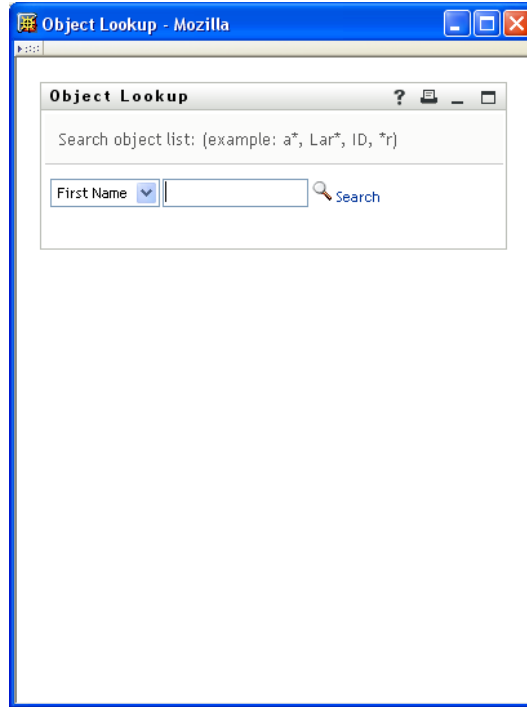 Object Lookup - Mozilla
Object Lookup
Search object list: (example: a*, Lar*, ID, *r)
First Name
Search